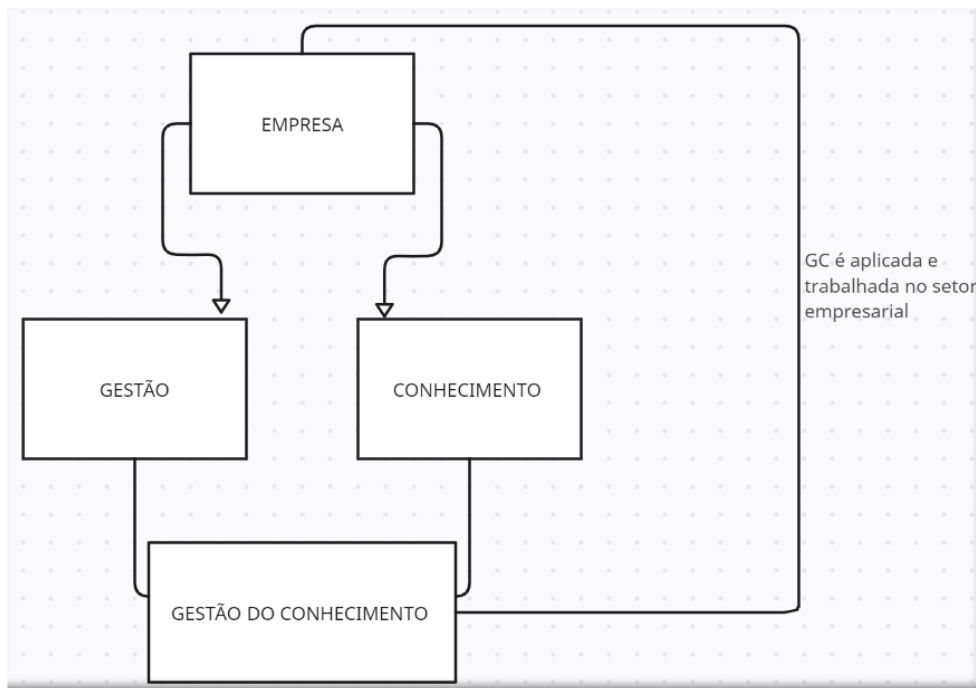 EMPRESA
GC é aplicada e
trabalhada no setor
empresarial
GESTÃO
CONHECIMENTO
GESTÃO DO CONHECIMENTO